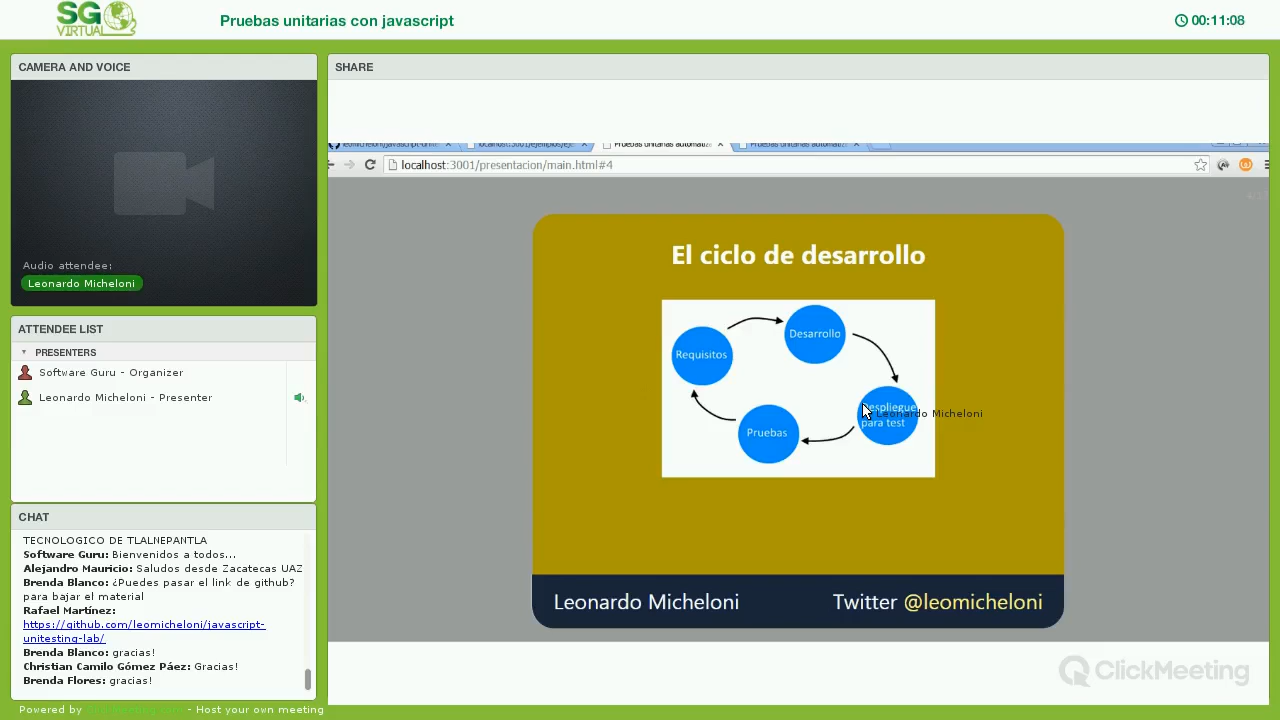 SG
VIRTUAL
Pruebas unitarias con javascript
00:11:08
CAMERA AND VOICE
Audio attendee:
Leonardo Micheloni
ATTENDEE LIST
PRESENTERS
Software Guru - Organizer
Leonardo Micheloni - Presenter
CHAT
TECNOLOGICO DE TLALNEPANTLA
Software Guru: Bienvenidos a todos...
Alejandro Mauricio: Saludos desde Zacatecas UAZ
Brenda Blanco: ¿Puedes pasar el link de github?
para bajar el material
Rafael Martínez:
https://github.com/leomicheloni/javascript-
unitesting-lab/
Brenda Blanco: gracias!
Christian Camilo Gómez Páez: Gracias!
Brenda Flores: gracias!
Powered by ClickMeeting.com - Host your own meeting
SHARE
localhost:3001/presentacion/main.html#4
El ciclo de desarrollo
Requisitos
Desarrollo
Despliegue
para test
Leonardo Micheloni
Pruebas
Leonardo Micheloni
Twitter @leomicheloni
ClickMeeting